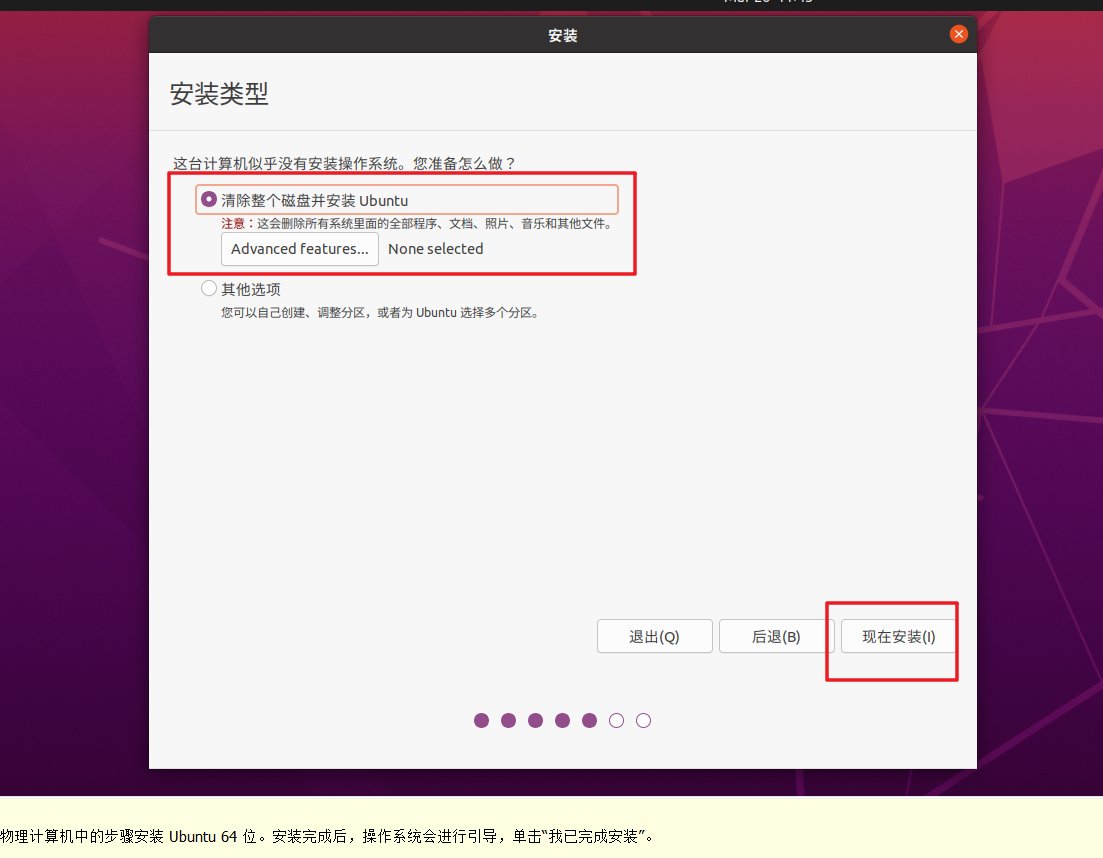 安装
安装类型
这台计算机似乎没有安装操作系统。您准备怎么做？
清除整个磁盘并安装 Ubuntu
注意：这会删除所有系统里面的全部程序、文档、照片、音乐和其他文件。
Advanced features... None selected
其他选项
您可以自己创建、调整分区，或者为 Ubuntu 选择多个分区。
退出(Q) 后退(B) 现在安装(I)
物理计算机中的步骤安装 Ubuntu 64 位。安装完成后，操作系统会进行引导，单击“我已完成安装”。